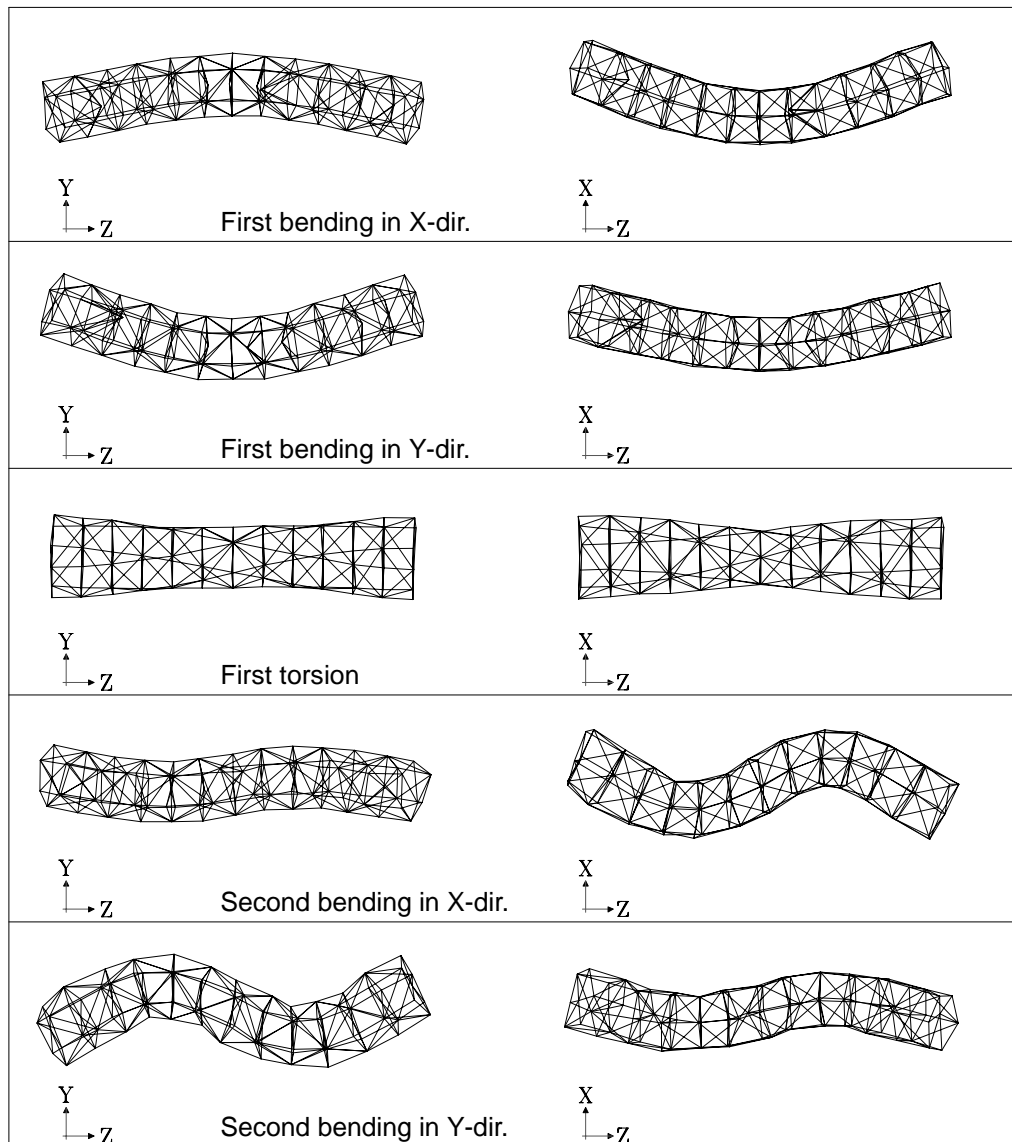 Y
Z
First bending in X-dir.
X
Z
Y
Z
First bending in Y-dir.
X
Z
Y
Z
First torsion
X
Z
Y
Z
Second bending in X-dir.
X
Z
Y
Z
Second bending in Y-dir.
X
Z